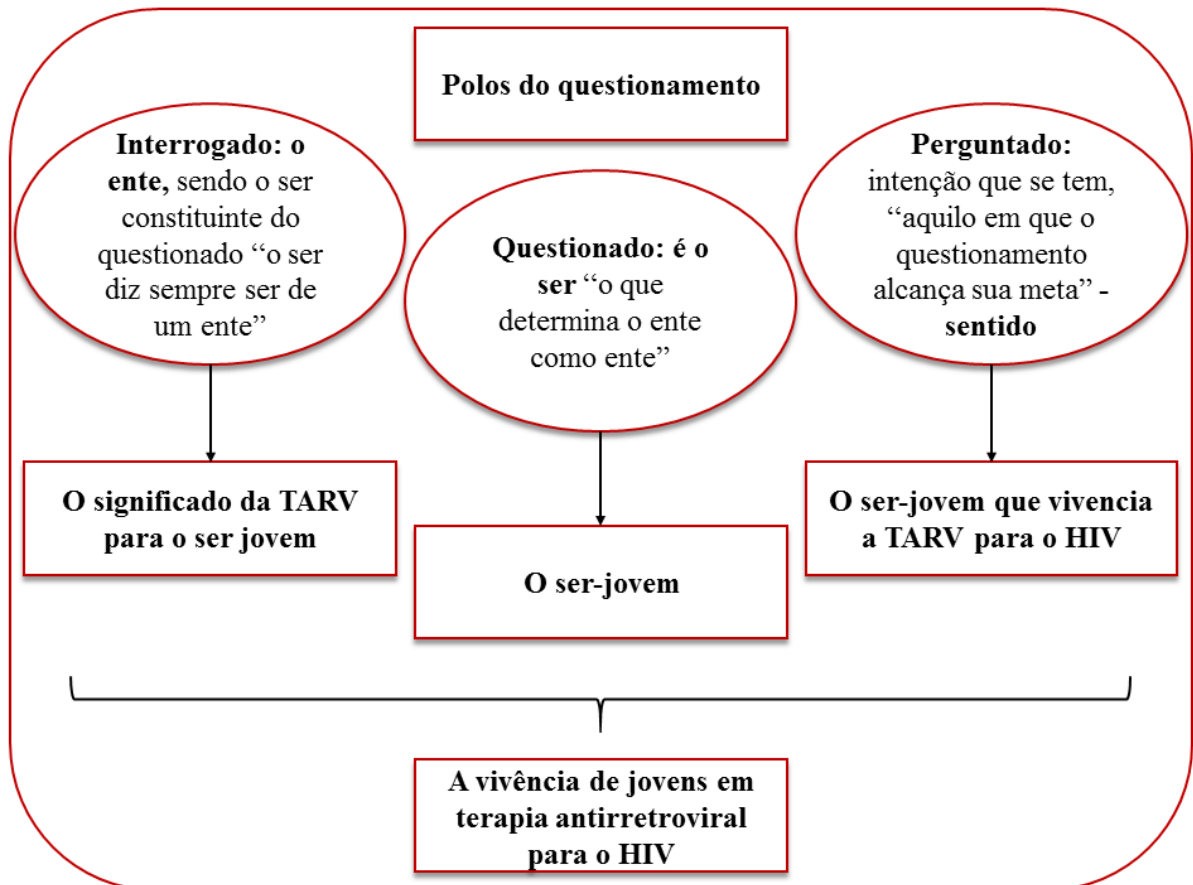 Polos do questionamento
Interrogado: o
ente, sendo o ser
constituinte do
questionado “o ser
diz sempre ser de
um ente”
Questionado: é o
ser “o que
determina o ente
como ente”
Perguntado:
intenção que se tem,
“aquilo em que o
questionamento
alcança sua meta” -
sentido
O significado da TARV
para o ser jovem
O ser-jovem
O ser-jovem que vivencia
a TARV para o HIV
A vivência de jovens em
terapia antirretroviral
para o HIV